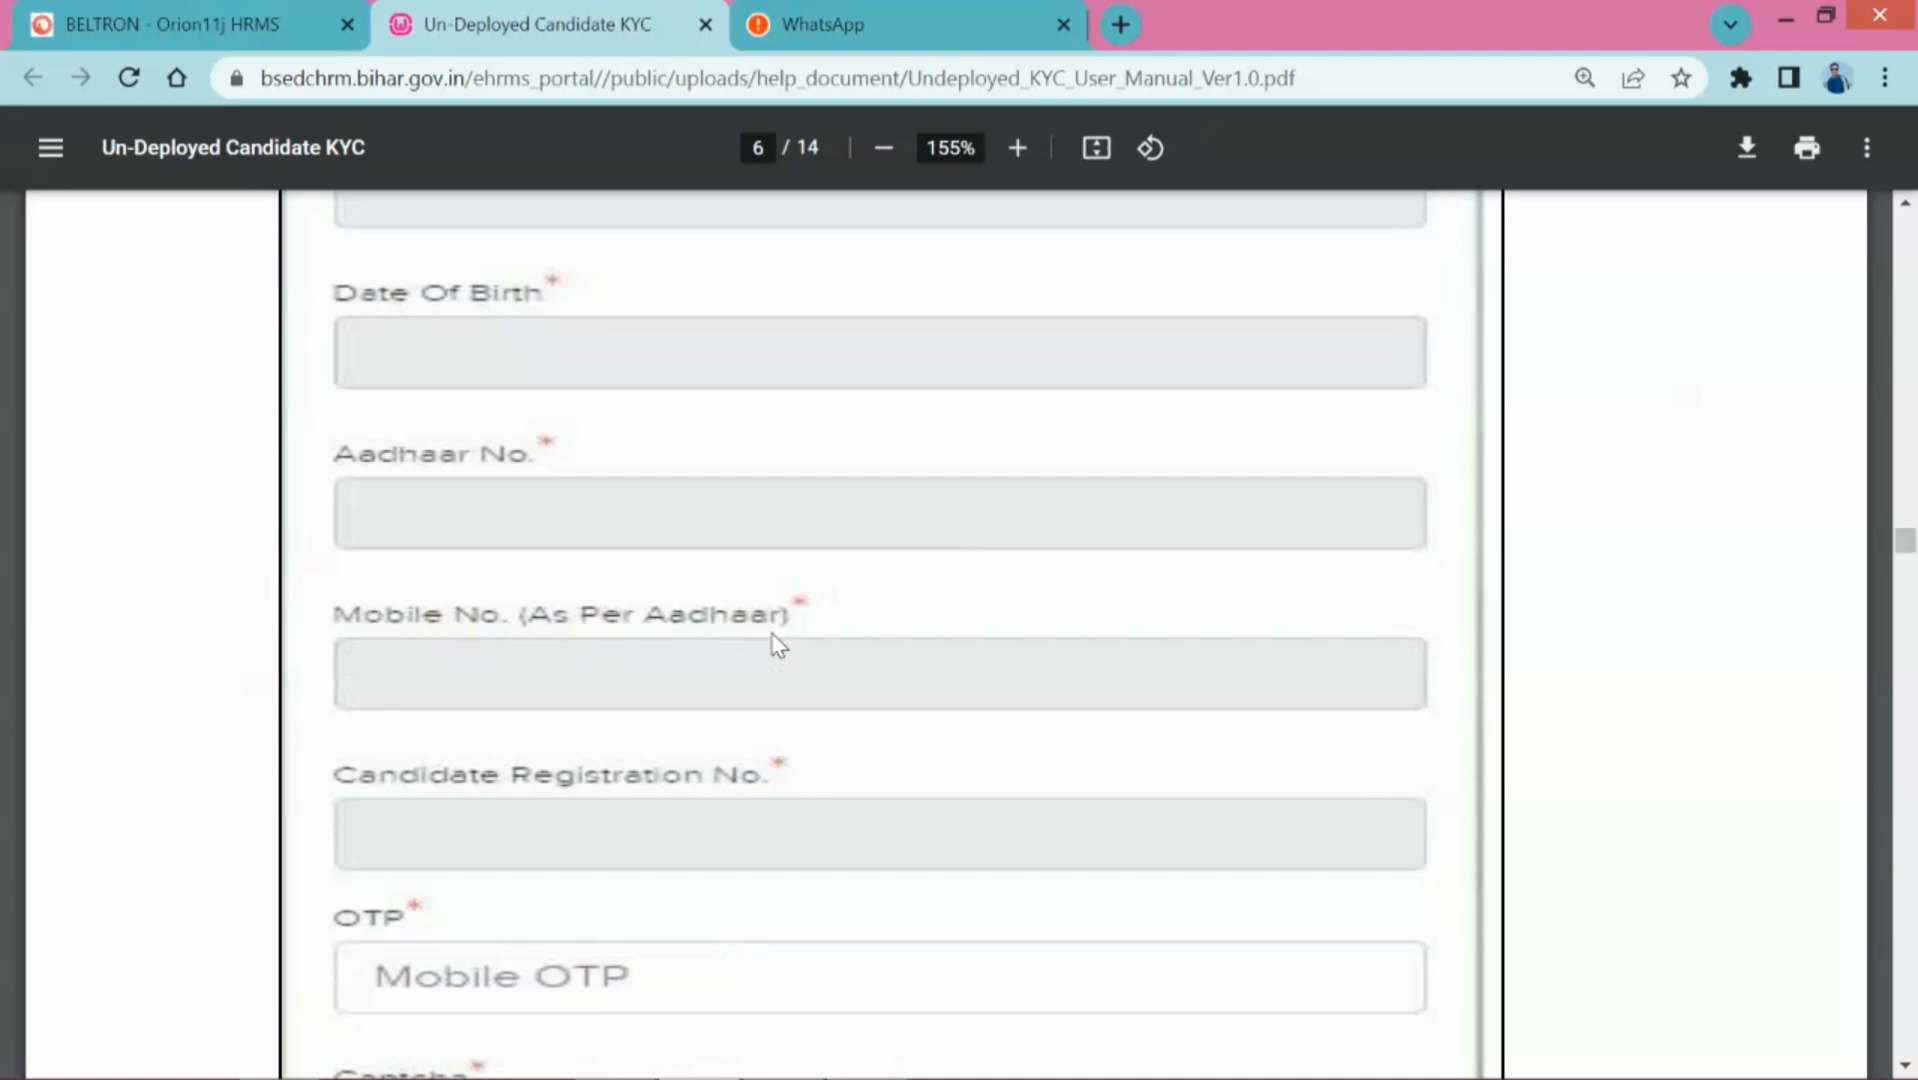 BELTRON - Orion11j HRMS
Un-Deployed Candidate KYC
WhatsApp
bsedchrm.bihar.gov.in/ehrms_portal//public/uploads/help_document/Undeployed_KYC_User_Manual_Ver1.0.pdf
Un-Deployed Candidate KYC
6 / 14
155%
Date Of Birth*
Aadhaar No.*
Mobile No. (As Per Aadhaar)*
Candidate Registration No.*
OTP*
Mobile OTP
Captcha*